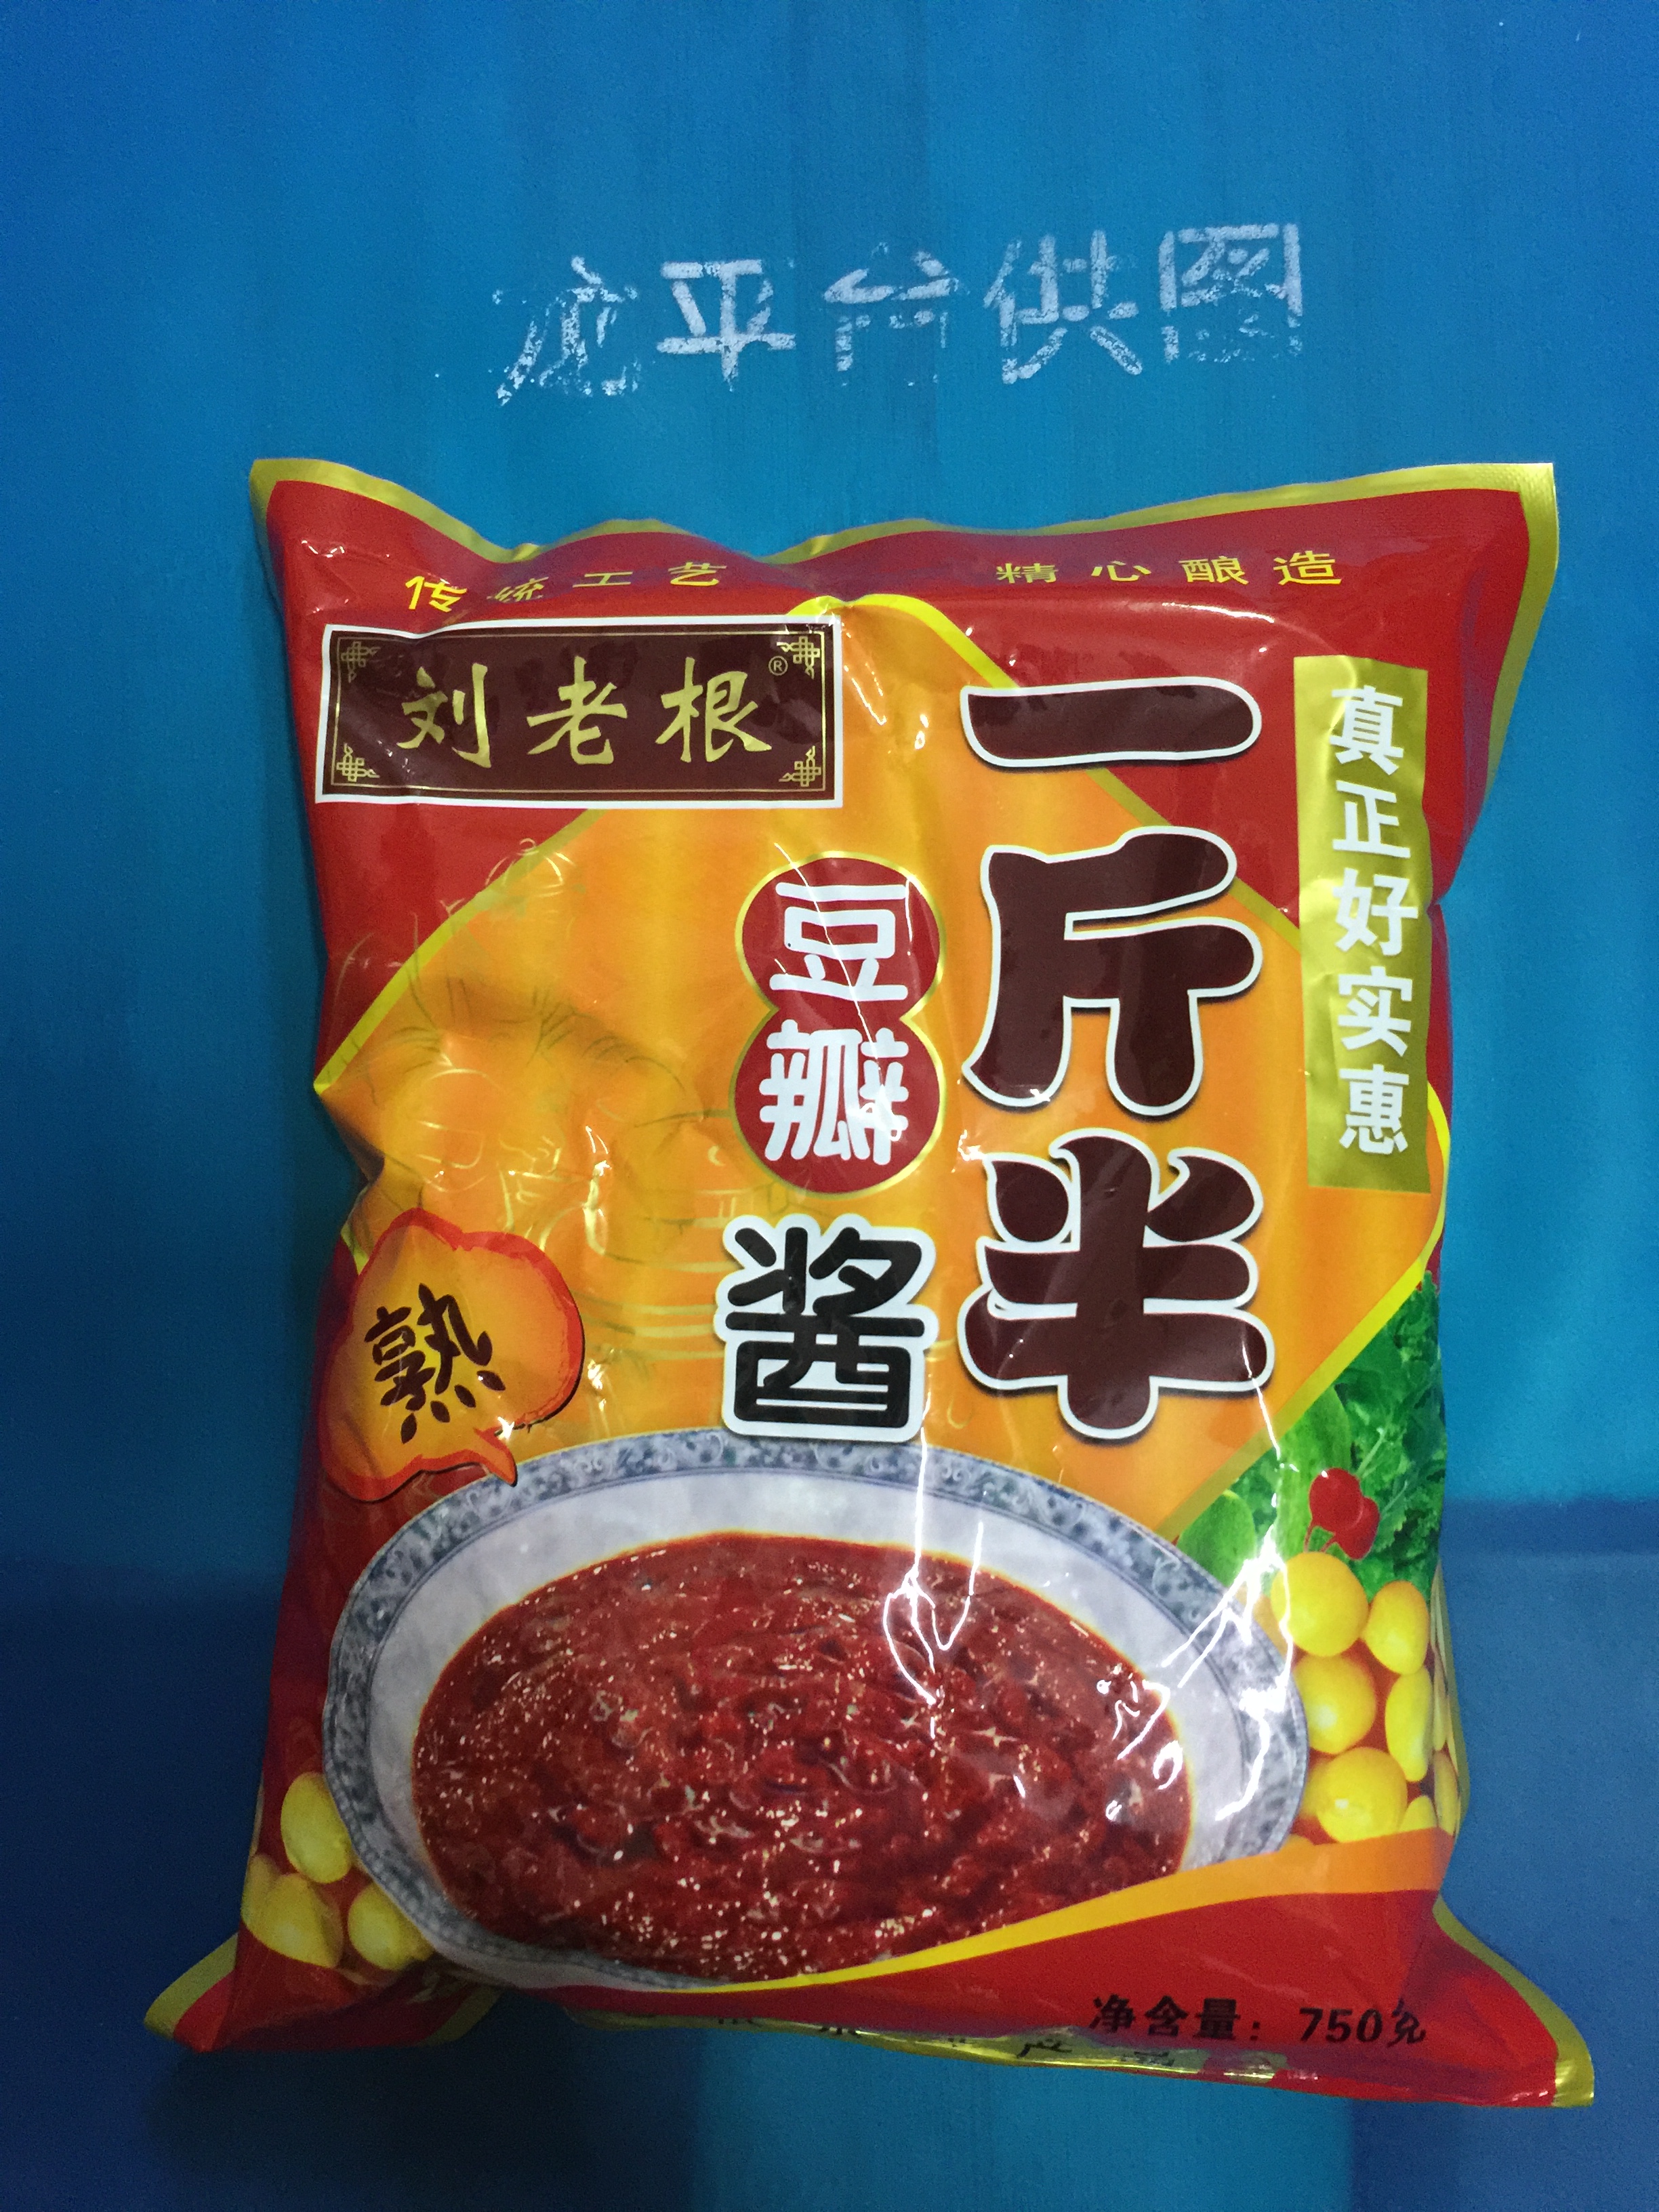 平台供图
传统工艺 精心酿造
刘老根®
一斤半
真正好实惠
豆瓣
酱
熟
净含量：750克